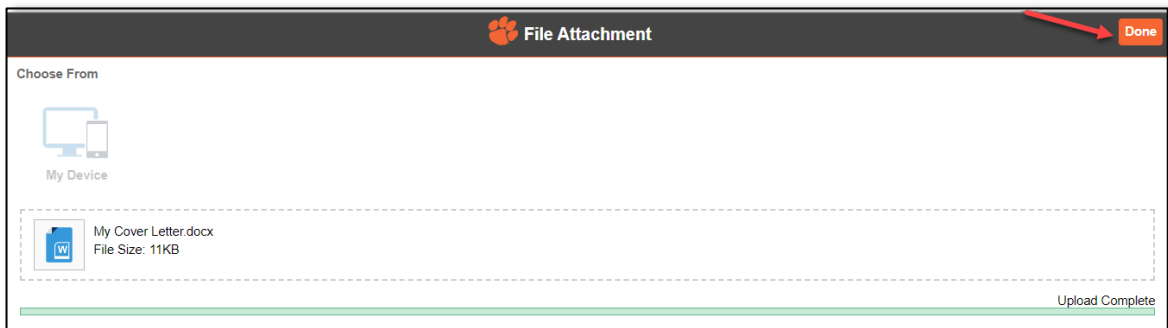 File Attachment
Done
Choose From
My Device
W
My Cover Letter.docx
File Size: 11KB
Upload Complete